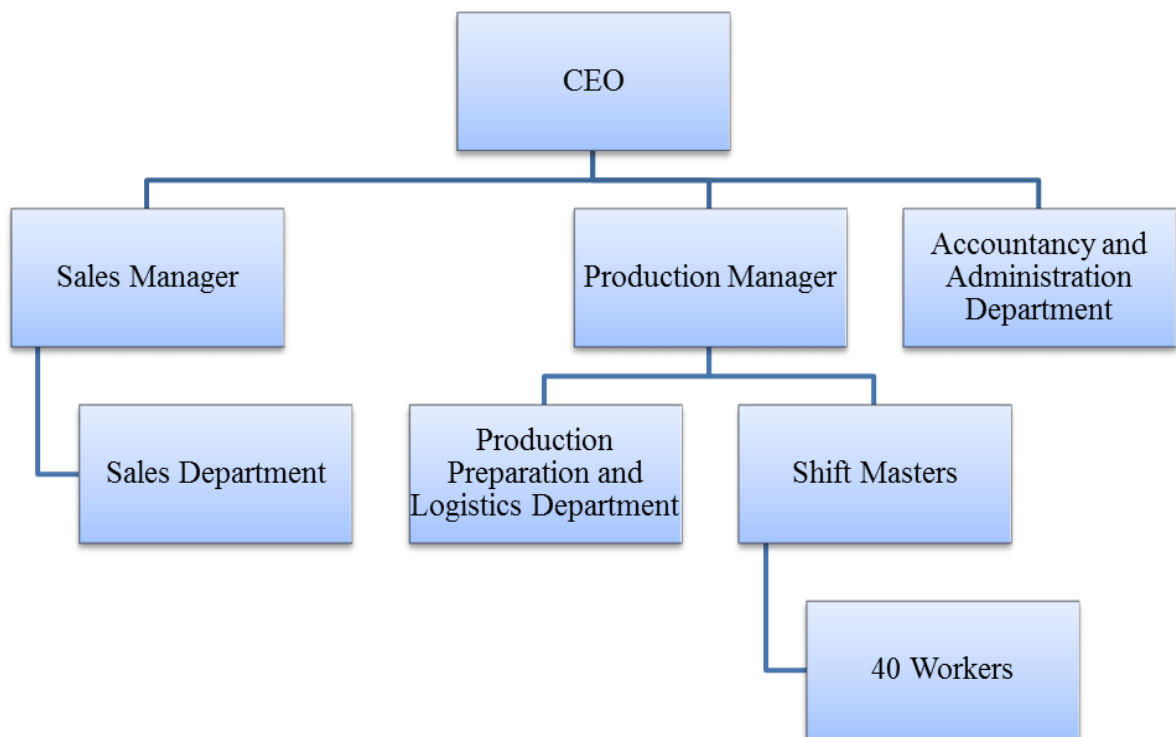 CEO
Sales Manager
Production Manager
Accountancy and
Administration
Department
Sales Department
Production
Preparation and
Logistics Department
Shift Masters
40 Workers